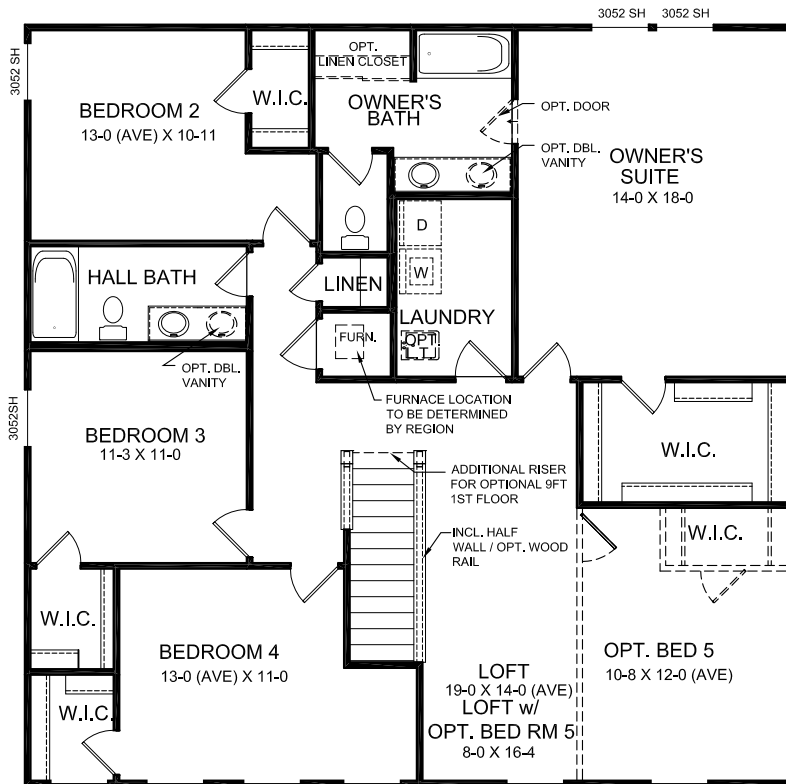 3052 SH 3052 SH
3052 SH
OPT.
LINEN CLOSET
W.I.C.
BEDROOM 2
13-0 (AVE) X 10-11
OWNER'S
BATH
OPT. DOOR
OPT. DBL.
VANITY
OWNER'S
SUITE
14-0 X 18-0
D
W
HALL BATH
LINEN
LAUNDRY
FURN.
OPT
LT
OPT. DBL.
VANITY
FURNACE LOCATION
TO BE DETERMINED
BY REGION
3052SH
BEDROOM 3
11-3 X 11-0
W.I.C.
ADDITIONAL RISER
FOR OPTIONAL 9FT
1ST FLOOR
INCL. HALF
WALL / OPT. WOOD
RAIL
W.I.C.
W.I.C.
BEDROOM 4
13-0 (AVE) X 11-0
W.I.C.
LOFT
19-0 X 14-0 (AVE)
LOFT w/
OPT. BED RM 5
8-0 X 16-4
OPT. BED 5
10-8 X 12-0 (AVE)